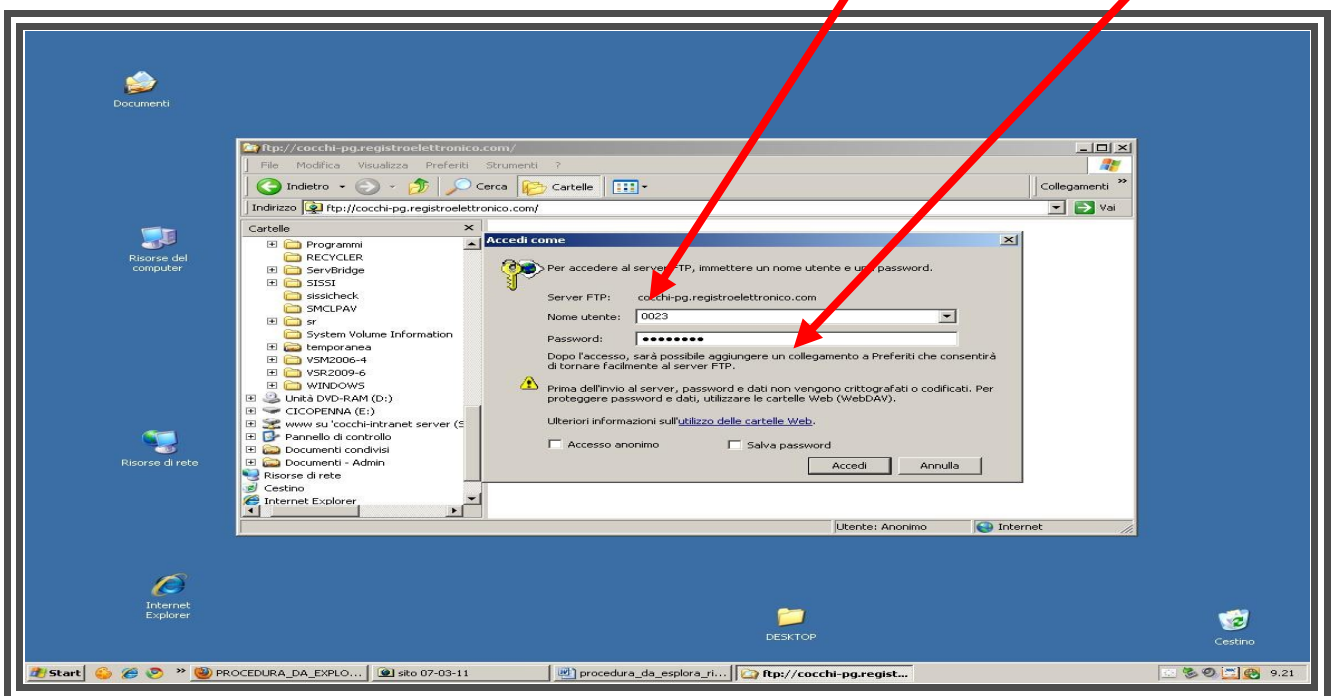 Documenti
Risorse del
computer
Risorse di rete
Internet
Explorer
ftp://cocchi-pg.registroelettronico.com/
File Modifica Visualizza Preferiti Strumenti ?
Indietro Cerca Cartelle Collegamenti »
Indirizzo ftp://cocchi-pg.registroelettronico.com/ Vai
Cartelle
Programmi
RECYCLER
ServBridge
SISSI
sissicheck
SMCLPAV
sr
System Volume Information
temporanea
VSM2006-4
VSR2009-6
WINDOWS
Unità DVD-RAM (D:)
CICOPENNA (E:)
www su 'cocchi-intranet server (S
Pannello di controllo
Documenti condivisi
Documenti - Admin
Risorse di rete
Cestino
Internet Explorer
Accedi come
Per accedere al server FTP, immettere un nome utente e una password.
Server FTP: cocchi-pg.registroelettronico.com
Nome utente: 0023
Password: ••••••••
Dopo l'accesso, sarà possibile aggiungere un collegamento a Preferiti che consentirà
di tornare facilmente al server FTP.
Prima dell'invio al server, password e dati non vengono crittografati o codificati. Per
proteggere password e dati, utilizzare le cartelle Web (WebDAV).
Ulteriori informazioni sull'utilizzo delle cartelle Web.
Accesso anonimo Salva password
Accedi Annulla
Utente: Anonimo Internet
DESKTOP
Cestino
Start » PROCEDURA_DA_EXPLO... sito 07-03-11 procedura_da_esplora_ri... ftp://cocchi-pg.regist... 9.21